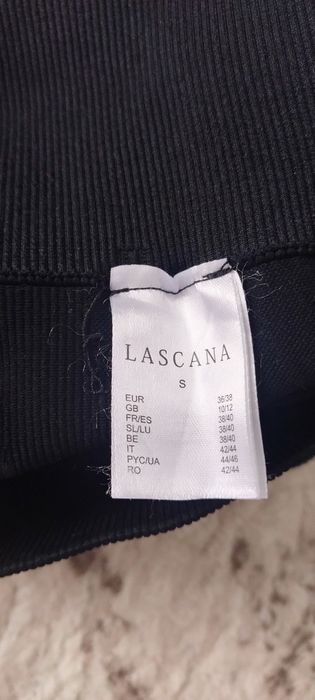 LASCANA
S
EUR 36/38
GB 10/12
FR/ES 38/40
SL/LU 38/40
BE 38/40
IT 42/44
PYC/UA 44/46
RO 42/44